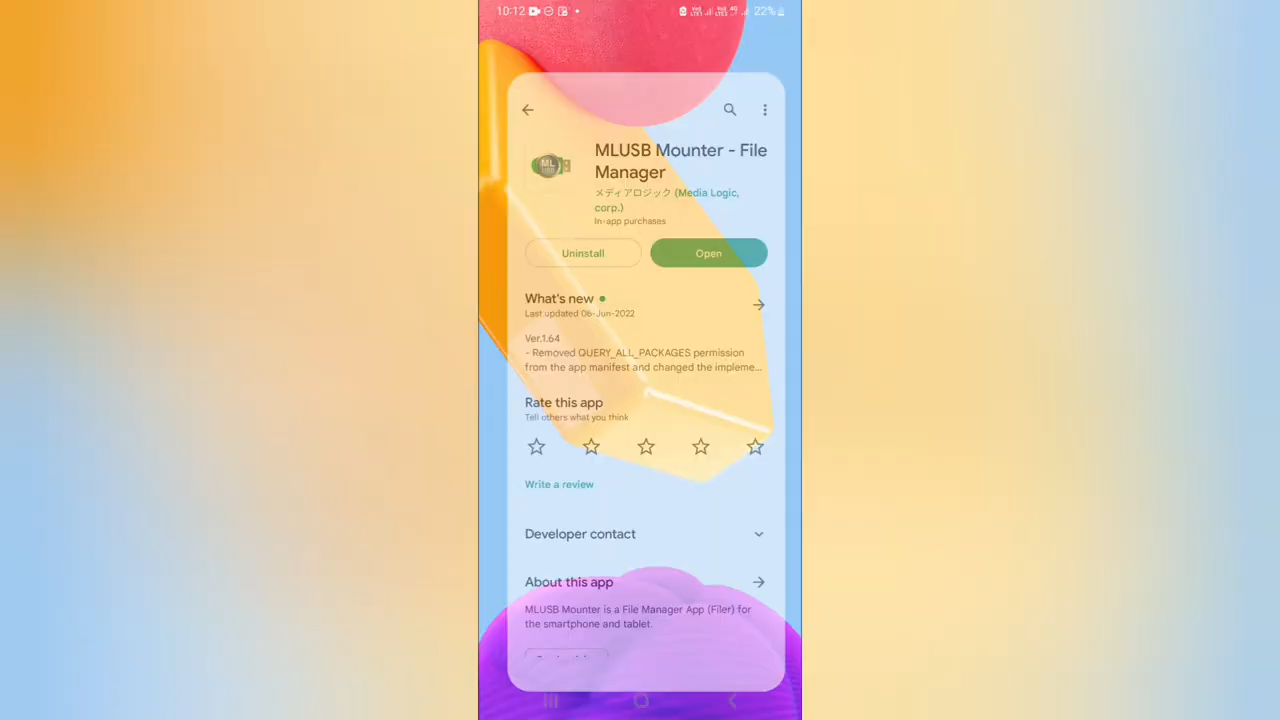 10:12
22%
MLUSB Mounter - File
Manager
メディアロジック (Media Logic,
corp.)
In-app purchases
Uninstall
Open
What's new
Last updated 06-Jun-2022
Ver.1.64
- Removed QUERY_ALL_PACKAGES permission
from the app manifest and changed the impleme...
Rate this app
Tell others what you think
Write a review
Developer contact
About this app
MLUSB Mounter is a File Manager App (Filer) for
the smartphone and tablet.